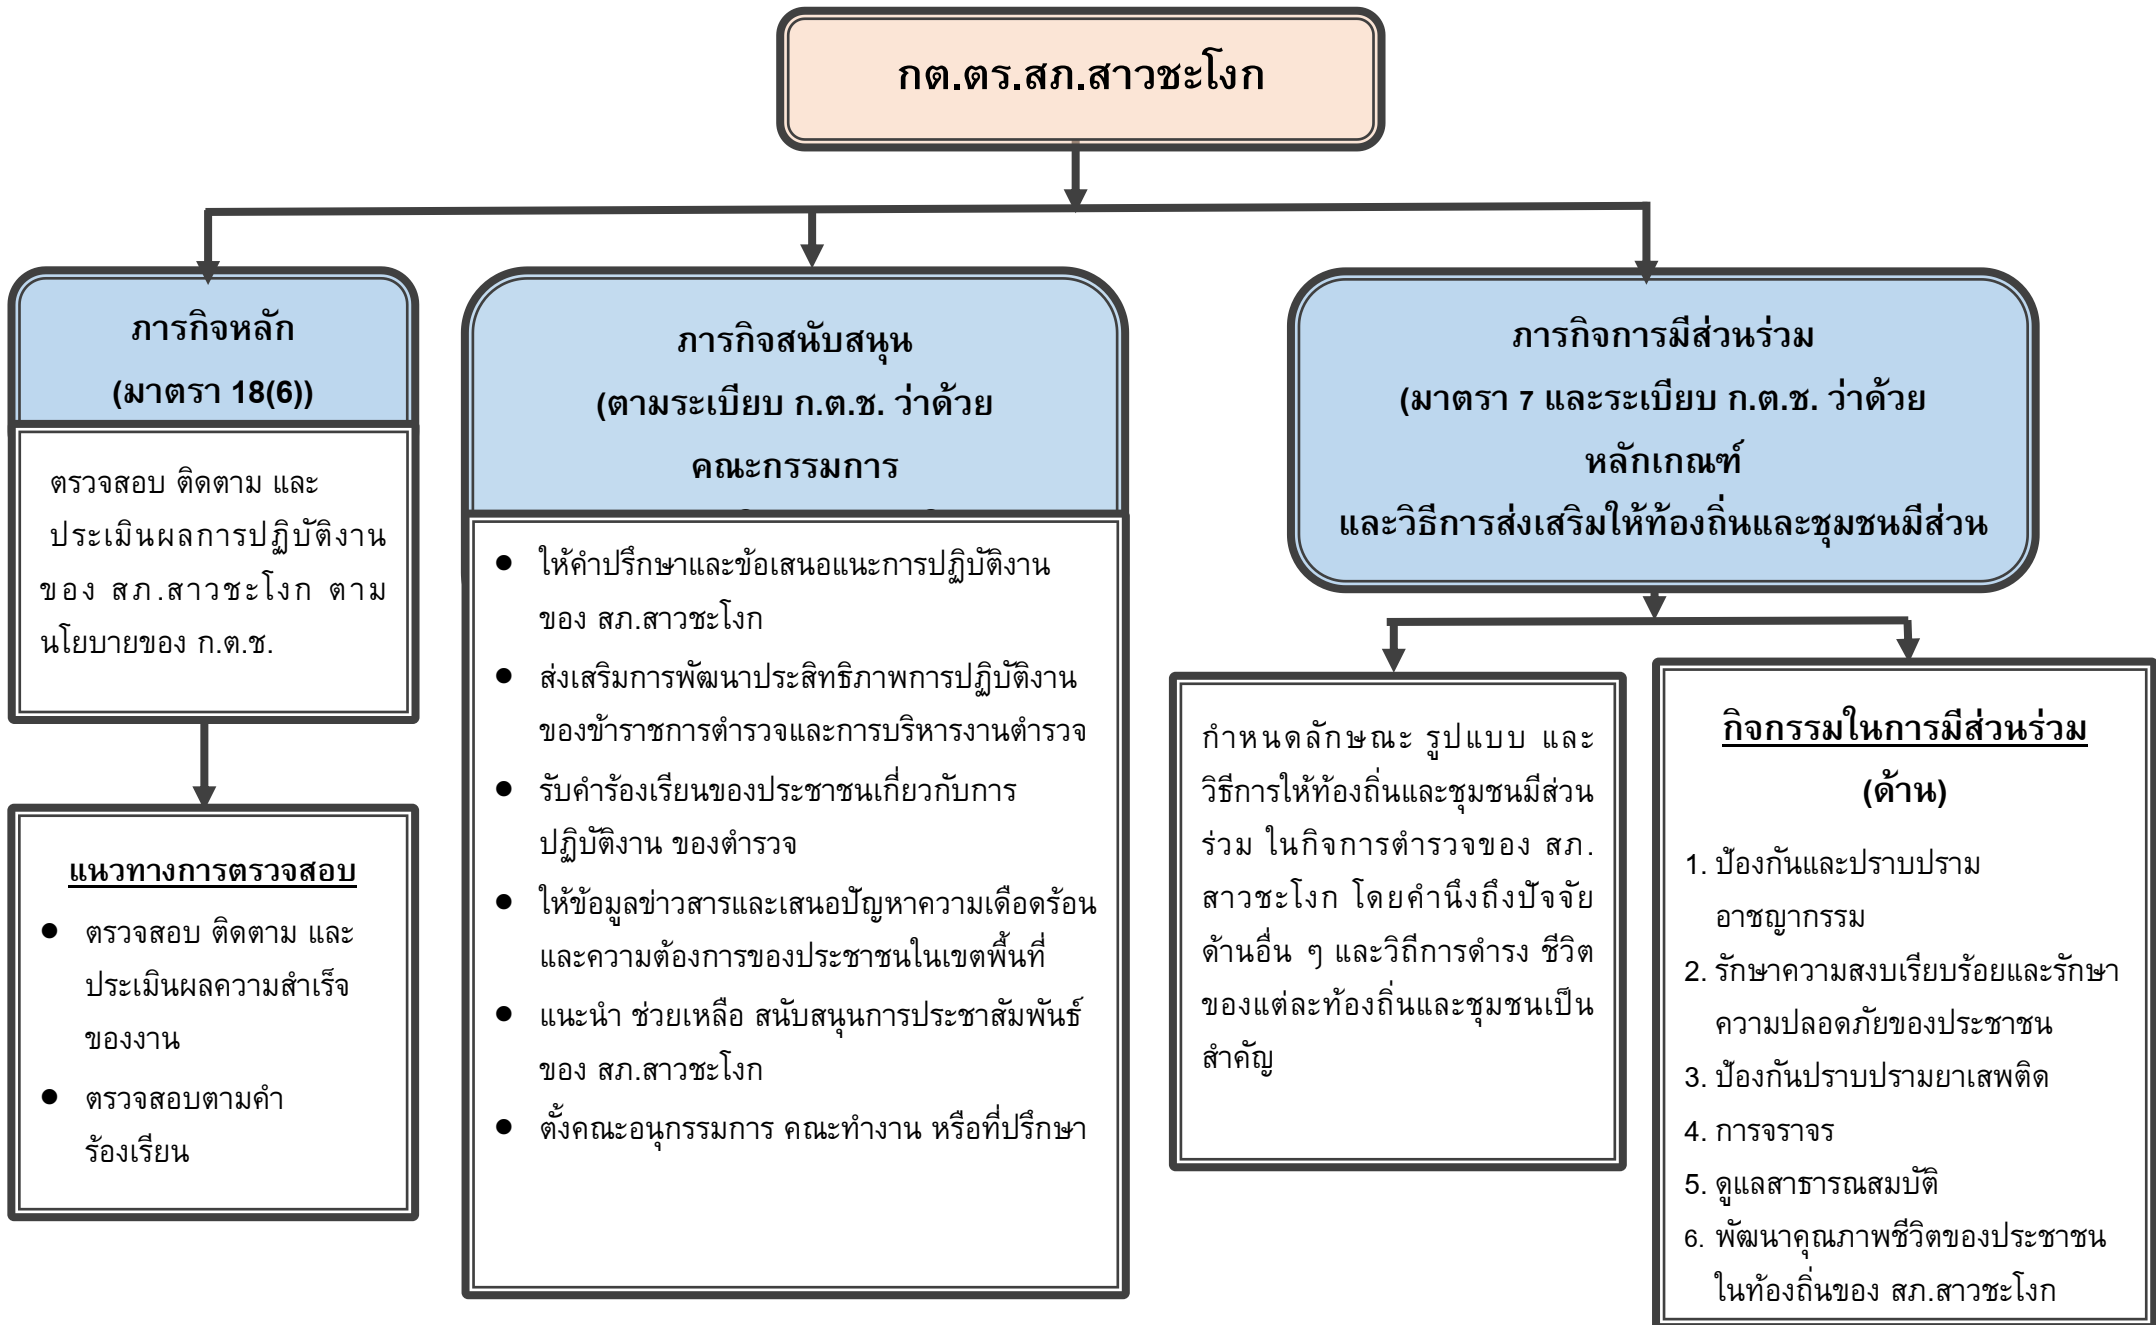 กต.ตร.สภ.สาวชะโงก
ภารกิจหลัก
(มาตรา 18(6))
ตรวจสอบ ติดตาม และ
ประเมินผลการปฏิบัติงาน
ของ สภ.สาวชะโงก ตาม
นโยบายของ ก.ต.ช.
แนวทางการตรวจสอบ
● ตรวจสอบ ติดตาม และ
ประเมินผลความสำเร็จ
ของงาน
● ตรวจสอบตามคำ
ร้องเรียน
ภารกิจสนับสนุน
(ตามระเบียบ ก.ต.ช. ว่าด้วย
คณะกรรมการ
● ให้คำปรึกษาและข้อเสนอแนะการปฏิบัติงาน
ของ สภ.สาวชะโงก
● ส่งเสริมการพัฒนาประสิทธิภาพการปฏิบัติงาน
ของข้าราชการตำรวจและการบริหารงานตำรวจ
● รับคำร้องเรียนของประชาชนเกี่ยวกับการ
ปฏิบัติงาน ของตำรวจ
● ให้ข้อมูลข่าวสารและเสนอปัญหาความเดือดร้อน
และความต้องการของประชาชนในเขตพื้นที่
● แนะนำ ช่วยเหลือ สนับสนุนการประชาสัมพันธ์
ของ สภ.สาวชะโงก
● ตั้งคณะอนุกรรมการ คณะทำงาน หรือที่ปรึกษา
ภารกิจการมีส่วนร่วม
(มาตรา 7 และระเบียบ ก.ต.ช. ว่าด้วย
หลักเกณฑ์
และวิธีการส่งเสริมให้ท้องถิ่นและชุมชนมีส่วน
กำหนดลักษณะ รูปแบบ และ
วิธีการให้ท้องถิ่นและชุมชนมีส่วน
ร่วม ในกิจการตำรวจของ สภ.
สาวชะโงก โดยคำนึงถึงปัจจัย
ด้านอื่น ๆ และวิถีการดำรง ชีวิต
ของแต่ละท้องถิ่นและชุมชนเป็น
สำคัญ
กิจกรรมในการมีส่วนร่วม
(ด้าน)
1. ป้องกันและปราบปราม
อาชญากรรม
2. รักษาความสงบเรียบร้อยและรักษา
ความปลอดภัยของประชาชน
3. ป้องกันปราบปรามยาเสพติด
4. การจราจร
5. ดูแลสาธารณสมบัติ
6. พัฒนาคุณภาพชีวิตของประชาชน
ในท้องถิ่นของ สภ.สาวชะโงก